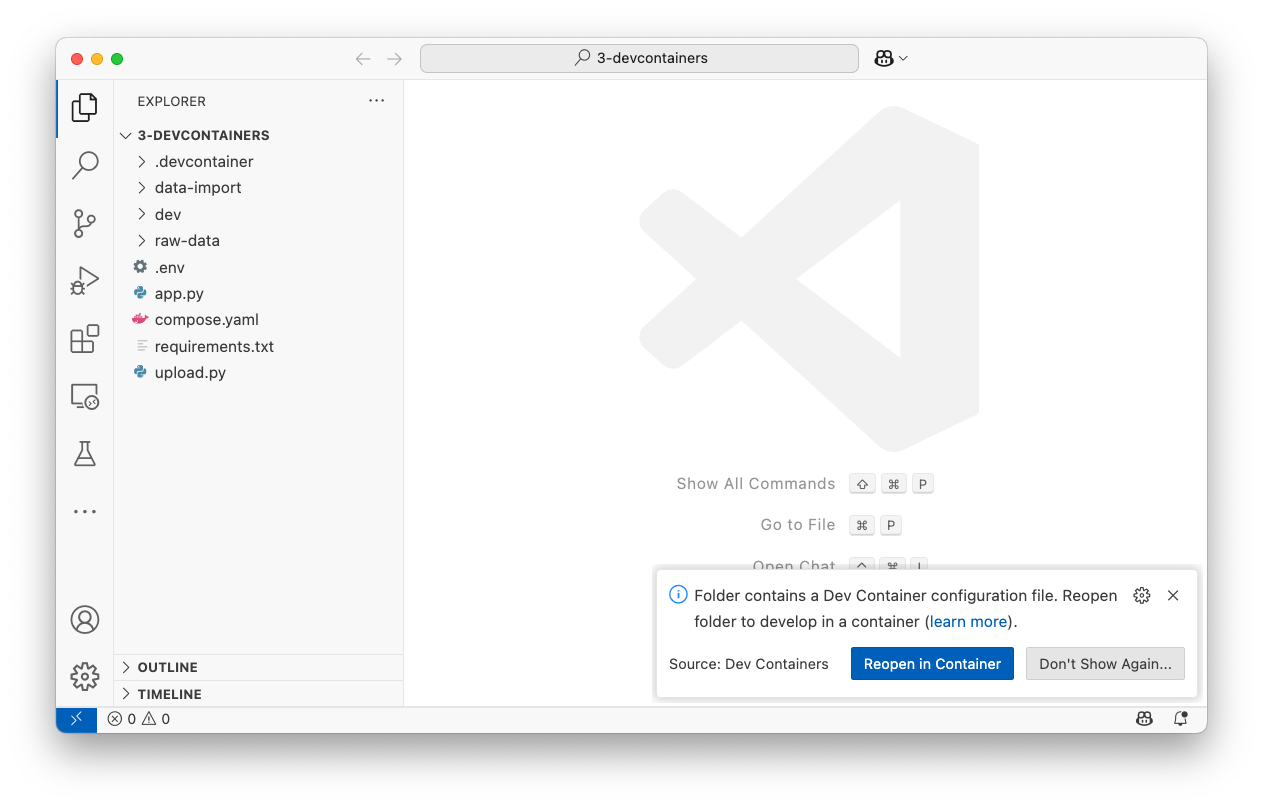 3-devcontainers
EXPLORER
3-DEVCONTAINERS
.devcontainer
data-import
dev
raw-data
.env
app.py
compose.yaml
requirements.txt
upload.py
OUTLINE
TIMELINE
Show All Commands ⇧ ⌘ P
Go to File ⌘ P
Open Chat ⌃ ⌘ I
Folder contains a Dev Container configuration file. Reopen
folder to develop in a container (learn more).
Source: Dev Containers Reopen in Container Don't Show Again...
0 0